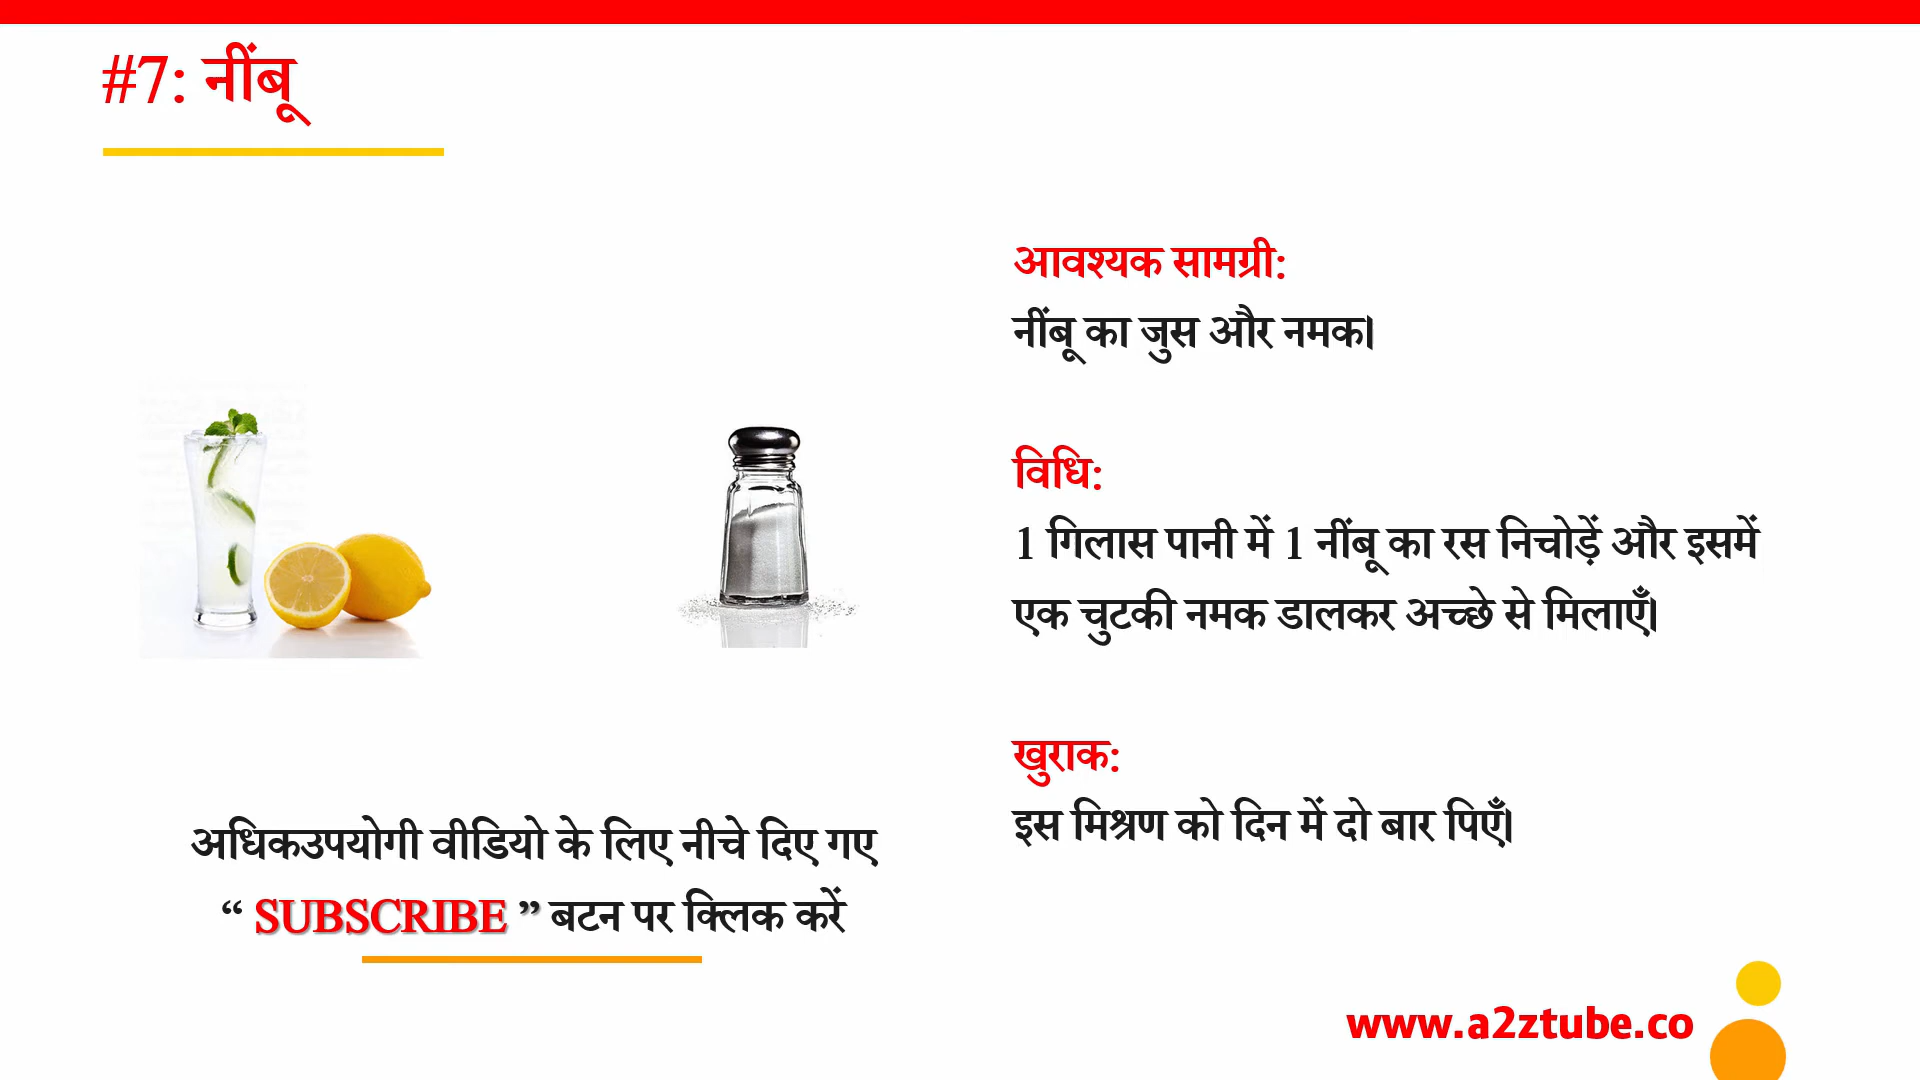 #7: नींबू
आवश्यक सामग्री:
नींबू का जुस और नमक।
विधि:
1 गिलास पानी में 1 नींबू का रस निचोड़ें और इसमें
एक चुटकी नमक डालकर अच्छे से मिलाएँ।
खुराक:
इस मिश्रण को दिन में दो बार पिएँ।
अधिकउपयोगी वीडियो के लिए नीचे दिए गए
“ SUBSCRIBE ” बटन पर क्लिक करें
www.a2ztube.co